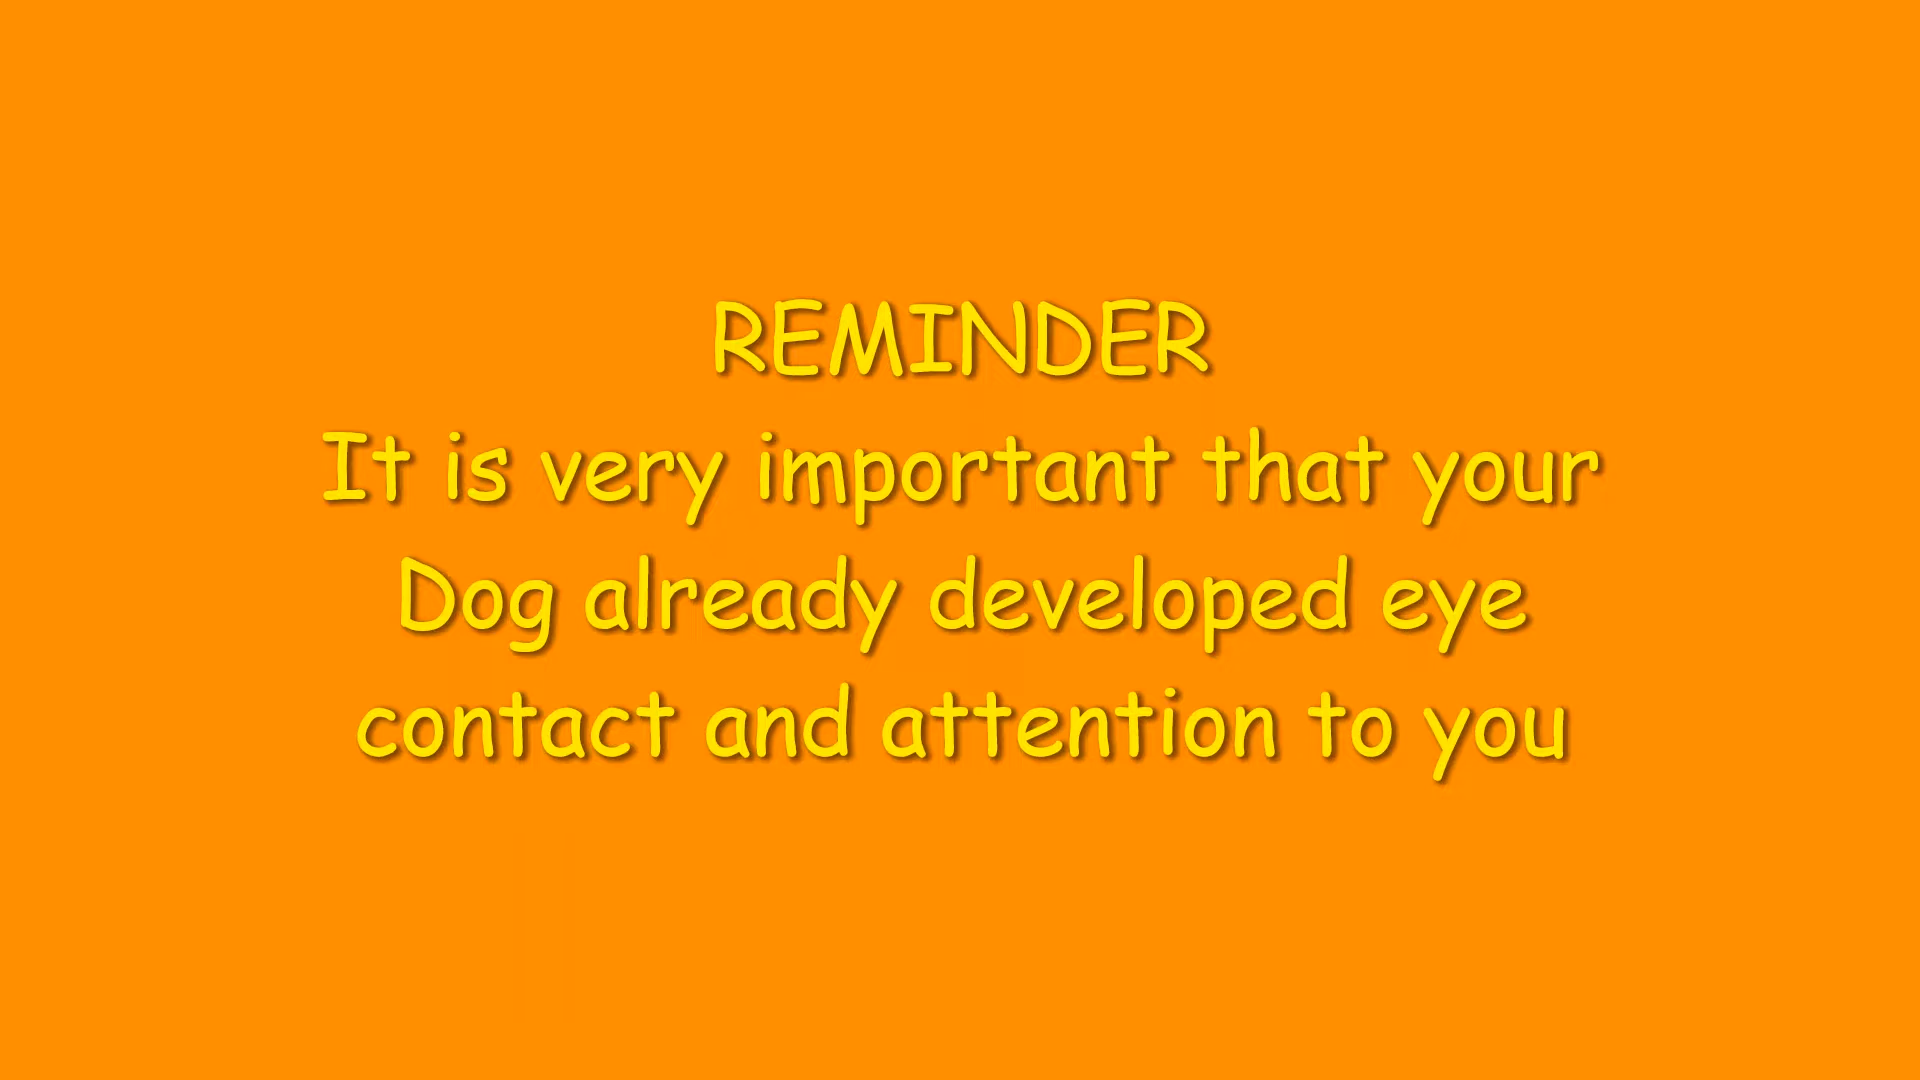 REMINDER
It is very important that your
Dog already developed eye
contact and attention to you